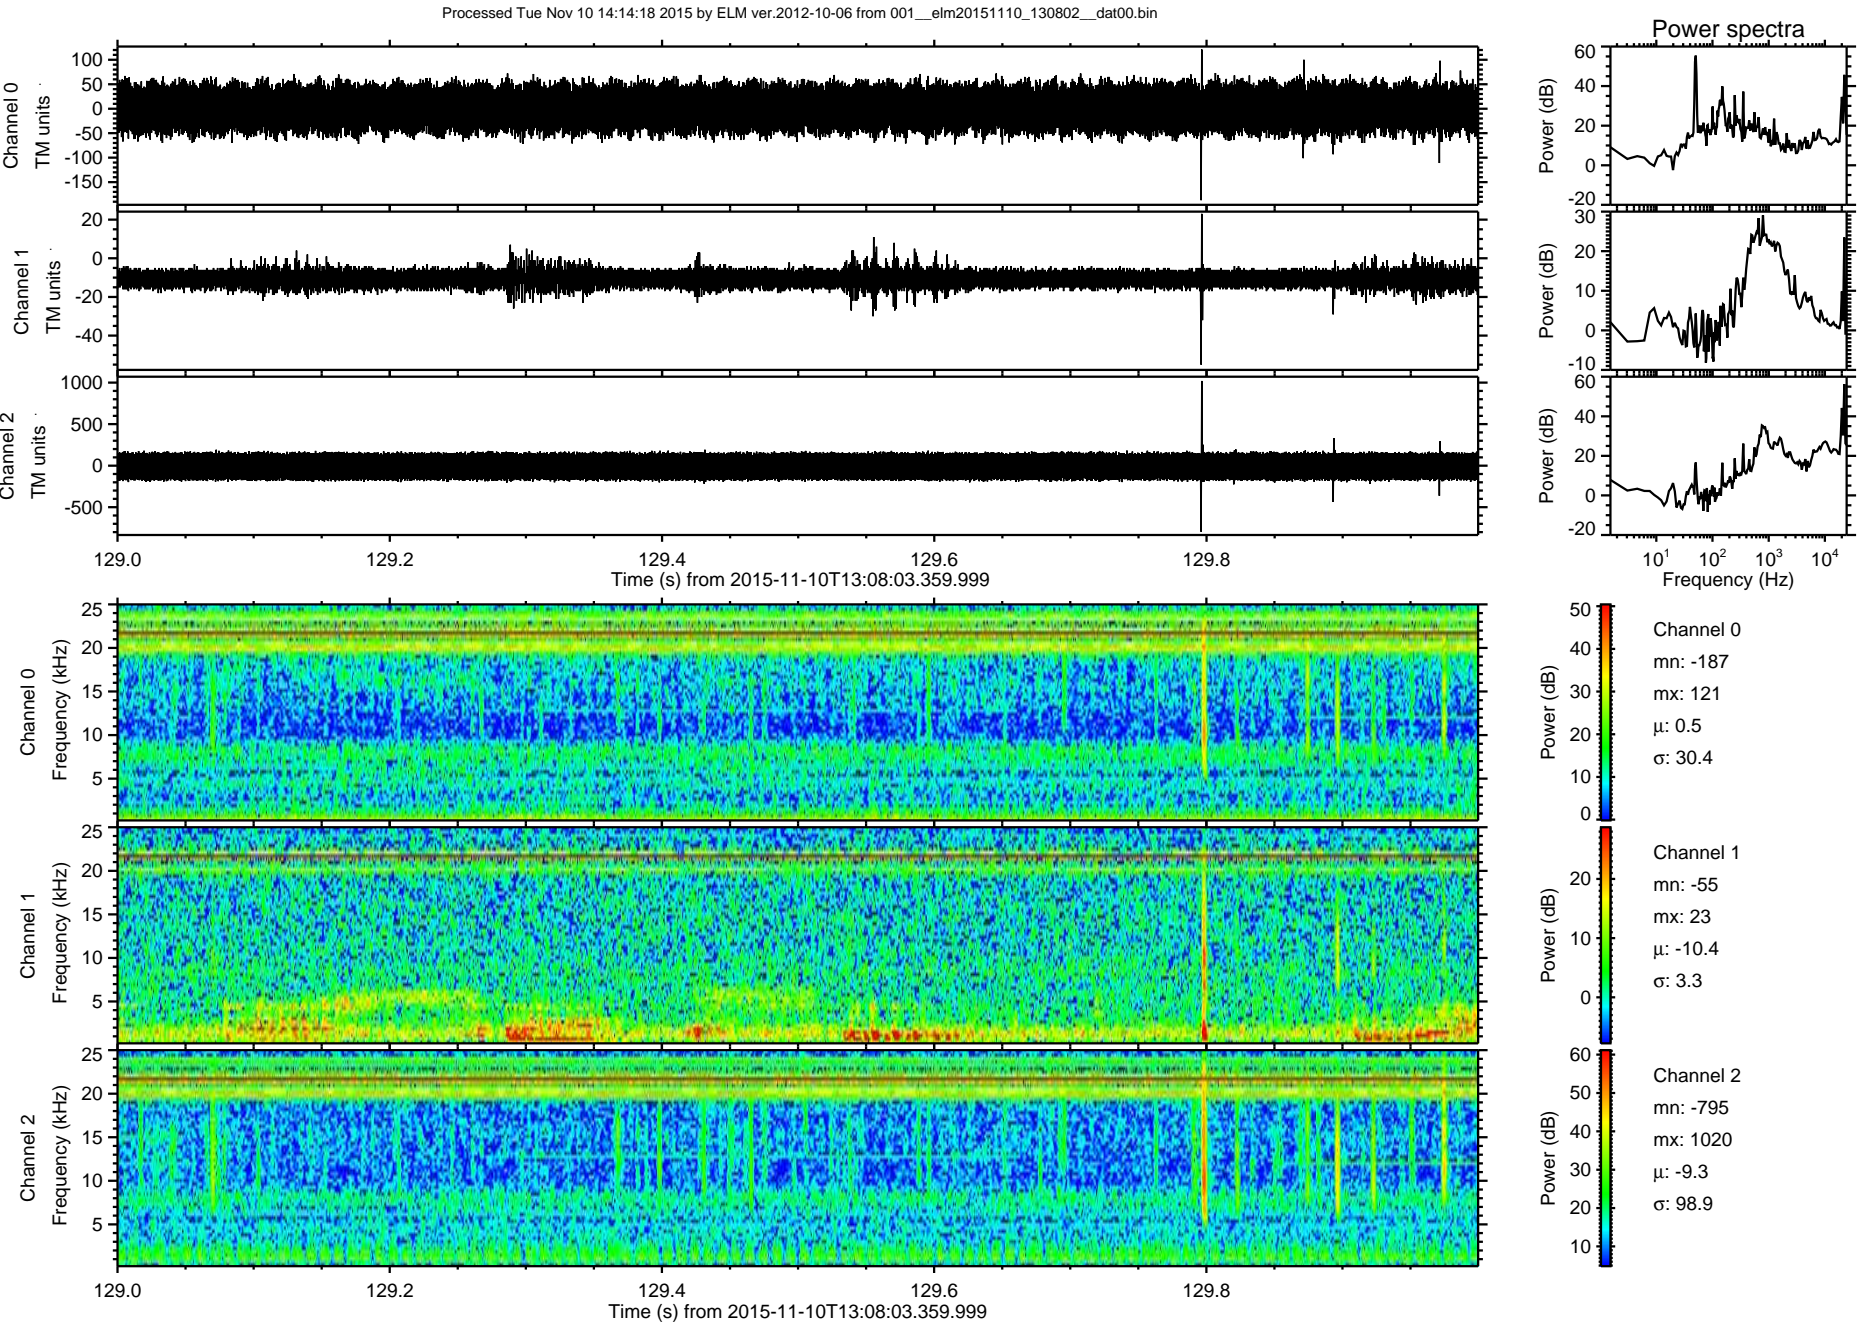 Processed Tue Nov 10 14:14:18 2015 by ELM ver.2012-10-06 from 001__elm20151110_130802__dat00.bin
Power spectra
Channel 0
TM units
100
50
0
-50
-100
-150
Power (dB)
60
40
20
0
-20
Channel 1
TM units
20
0
-20
-40
Power (dB)
30
20
10
0
-10
Channel 2
TM units
1000
500
0
-500
Power (dB)
60
40
20
0
-20
129.0 129.2 129.4 129.6 129.8
Time (s) from 2015-11-10T13:08:03.359.999
10¹ 10² 10³ 10⁴
Frequency (Hz)
Channel 0
Frequency (kHz)
25
20
15
10
5
Power (dB)
50
40
30
20
10
0
Channel 0
mn: -187
mx: 121
μ: 0.5
σ: 30.4
Channel 1
Frequency (kHz)
25
20
15
10
5
Power (dB)
20
10
0
Channel 1
mn: -55
mx: 23
μ: -10.4
σ: 3.3
Channel 2
Frequency (kHz)
25
20
15
10
5
Power (dB)
60
50
40
30
20
10
Channel 2
mn: -795
mx: 1020
μ: -9.3
σ: 98.9
129.0 129.2 129.4 129.6 129.8
Time (s) from 2015-11-10T13:08:03.359.999